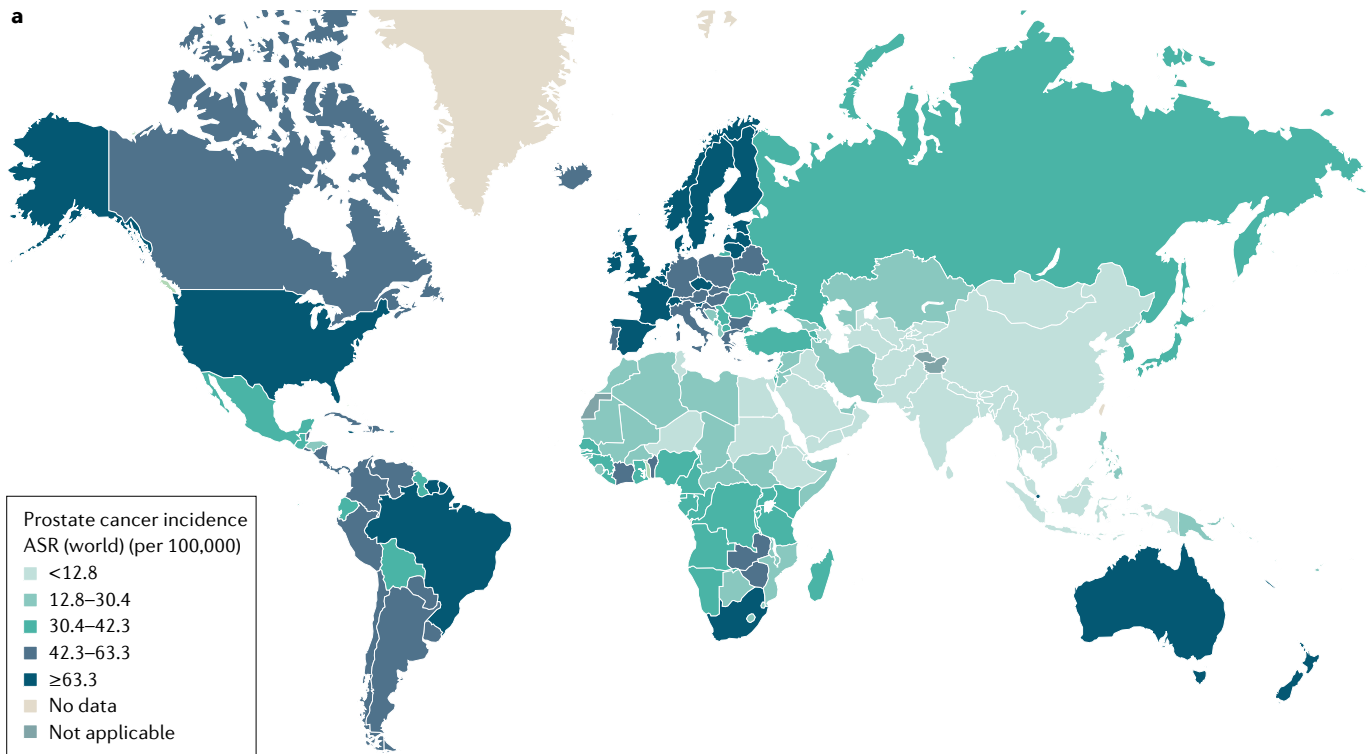 a
Prostate cancer incidence
ASR (world) (per 100,000)
<12.8
12.8–30.4
30.4–42.3
42.3–63.3
≥63.3
No data
Not applicable